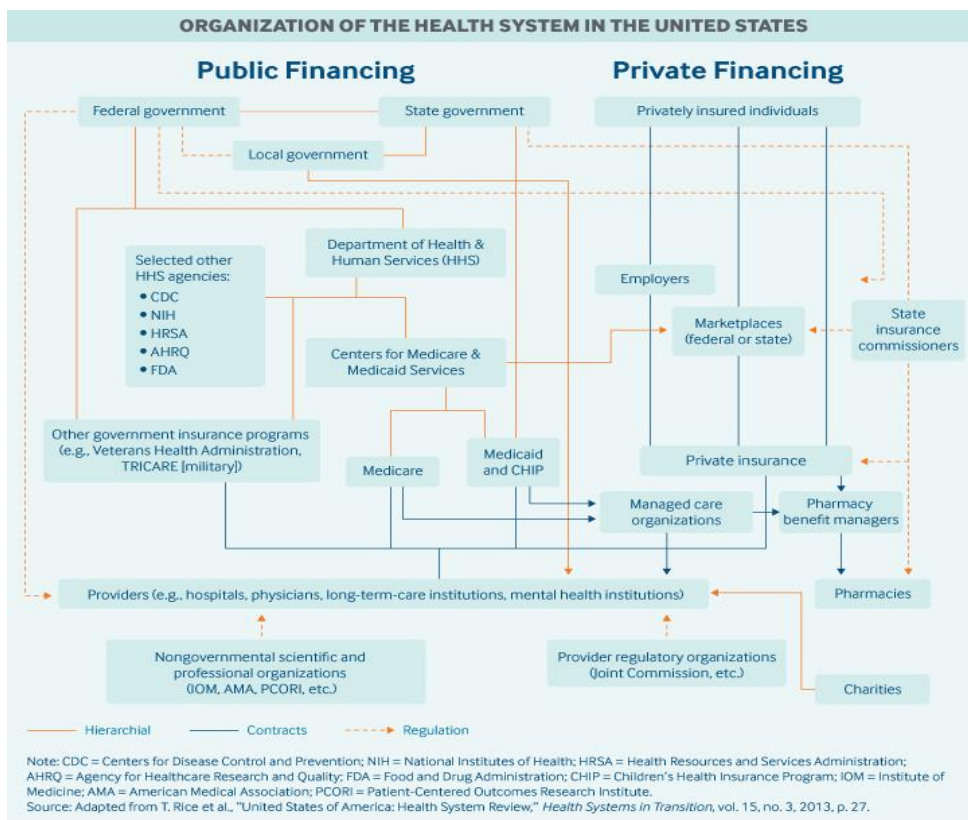 ORGANIZATION OF THE HEALTH SYSTEM IN THE UNITED STATES
Public Financing
Private Financing
Federal government
State government
Privately insured individuals
Local government
Department of Health &
Human Services (HHS)
Selected other
HHS agencies:
• CDC
• NIH
• HRSA
• AHRQ
• FDA
Employers
Marketplaces
(federal or state)
State
insurance
commissioners
Centers for Medicare &
Medicaid Services
Other government insurance programs
(e.g., Veterans Health Administration,
TRICARE [military])
Medicare
Medicaid
and CHIP
Private insurance
Managed care
organizations
Pharmacy
benefit managers
Providers (e.g., hospitals, physicians, long-term-care institutions, mental health institutions)
Pharmacies
Nongovernmental scientific and
professional organizations
(IOM, AMA, PCORI, etc.)
Provider regulatory organizations
(Joint Commission, etc.)
Charities
Hierarchial
Contracts
Regulation
Note: CDC = Centers for Disease Control and Prevention; NIH = National Institutes of Health; HRSA = Health Resources and Services Administration;
AHRQ = Agency for Healthcare Research and Quality; FDA = Food and Drug Administration; CHIP = Children's Health Insurance Program; IOM = Institute of
Medicine; AMA = American Medical Association; PCORI = Patient-Centered Outcomes Research Institute.
Source: Adapted from T. Rice et al., "United States of America: Health System Review," Health Systems in Transition, vol. 15, no. 3, 2013, p. 27.